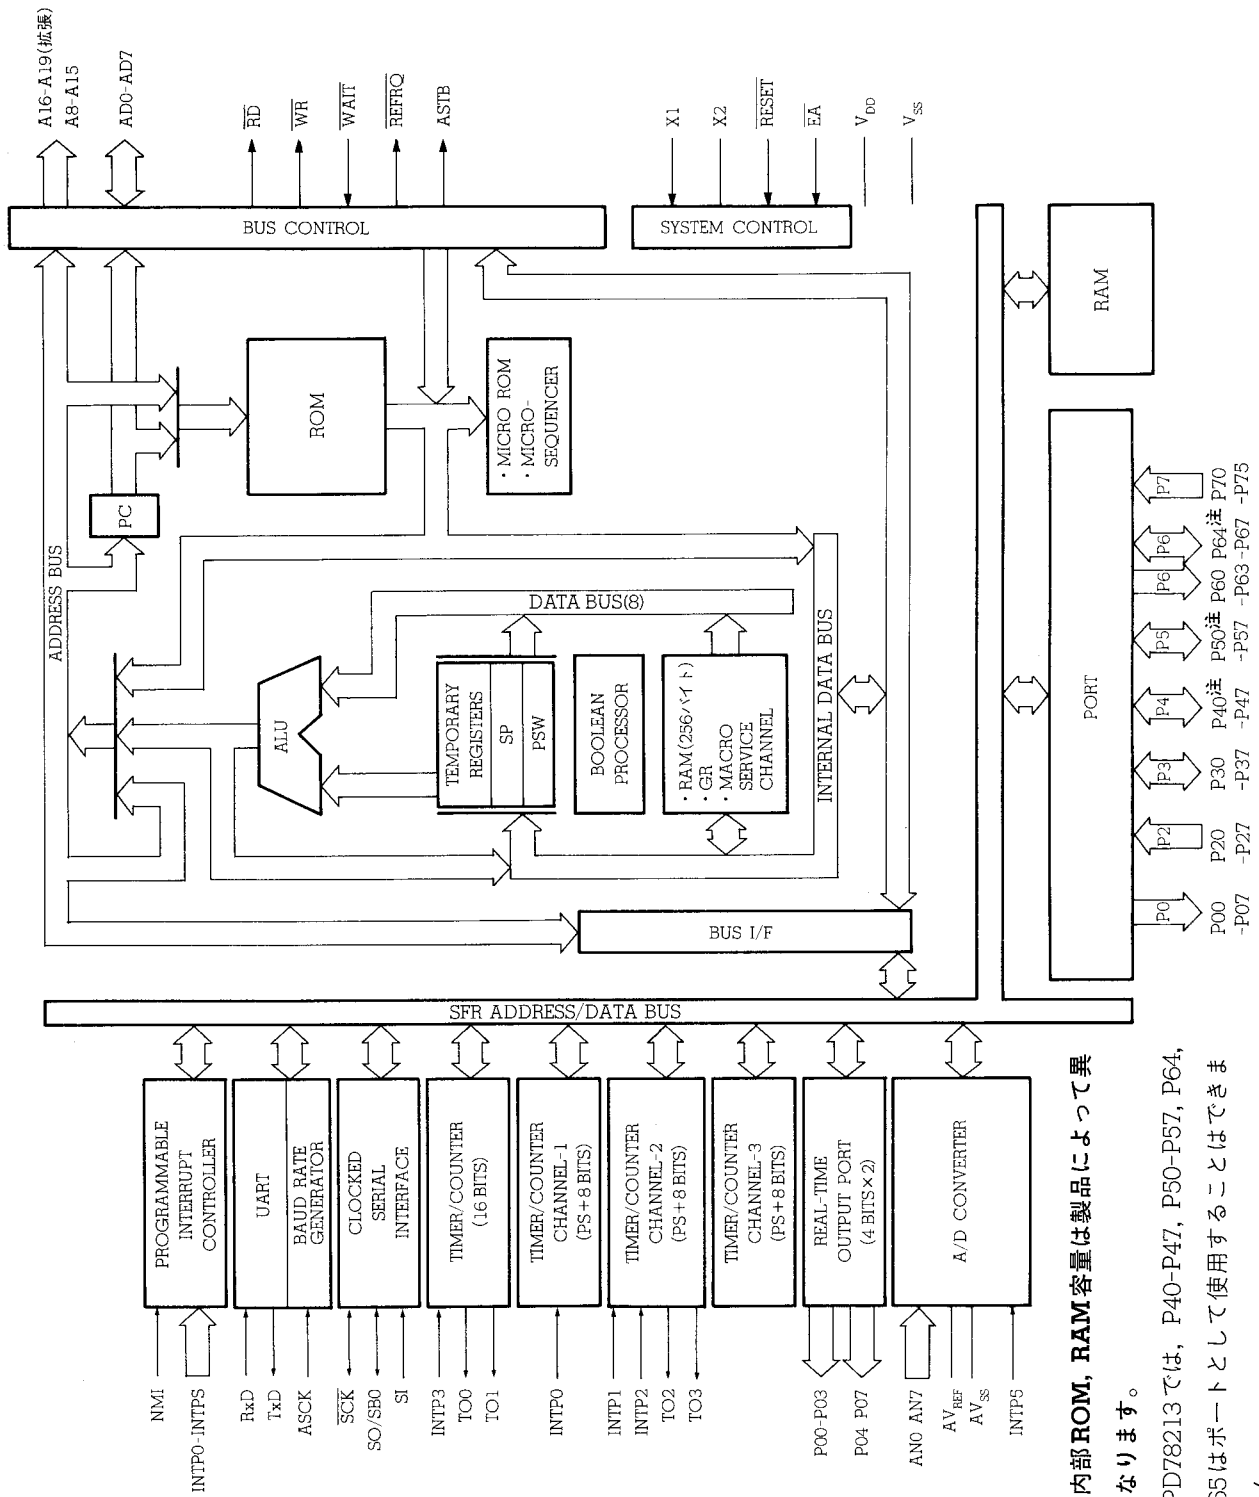 NMI
INTP0-INTP5
PROGRAMMABLE
INTERRUPT
CONTROLLER
RxD
TxD
ASCK
UART
BAUD RATE
GENERATOR
SCK
SO/SB0
SI
CLOCKED
SERIAL
INTERFACE
INTP3
TO0
TO1
TIMER/COUNTER
(16 BITS)
INTP0
TIMER/COUNTER
CHANNEL-1
(PS+8 BITS)
INTP1
INTP2
TO2
TO3
TIMER/COUNTER
CHANNEL-2
(PS+8 BITS)
TIMER/COUNTER
CHANNEL-3
(PS+8 BITS)
P00-P03
P04 P07
REAL-TIME
OUTPUT PORT
(4 BITS×2)
AN0 AN7
AVREF
AVSS
INTP5
A/D CONVERTER
SFR ADDRESS/DATA BUS
BUS I/F
ADDRESS BUS
ALU
TEMPORARY
REGISTERS
SP
PSW
BOOLEAN
PROCESSOR
・RAM(256バイト)
・GR
・MACRO
SERVICE
CHANNEL
DATA BUS(8)
INTERNAL DATA BUS
PC
ROM
・MICRO ROM
・MICRO-
SEQUENCER
BUS CONTROL
A16-A19(拡張)
A8-A15
AD0-AD7
RD
WR
WAIT
REFRQ
ASTB
SYSTEM CONTROL
X1
X2
RESET
EA
VDD
VSS
RAM
PORT
P0
P2
P3
P4
P5
P6
P6
P7
P00
-P07
P20
-P27
P30
-P37
P40注
-P47
P50注
-P57
P60
-P63
P64注
-P67
P70
-P75
内部ROM, RAM容量は製品によって異
なります。
PD78213では, P40-P47, P50-P57, P64,
65はポートとして使用することはできま